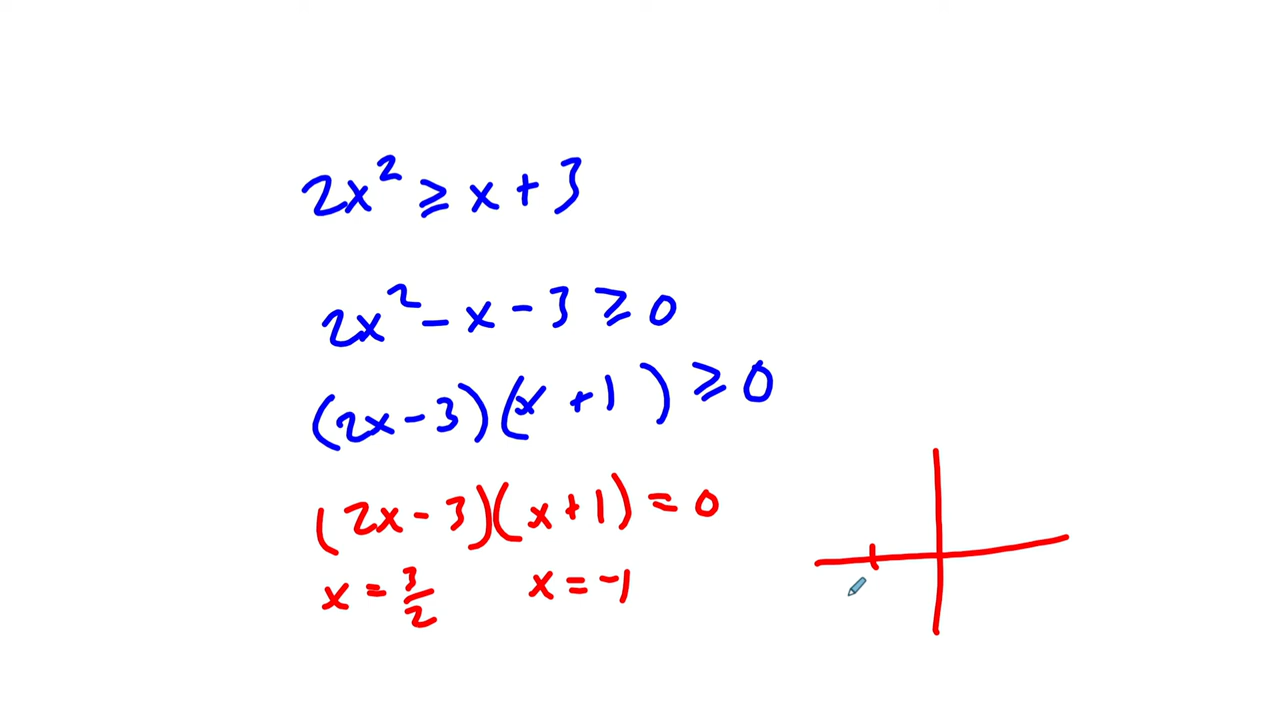 2x² ≥ x + 3
2x² - x - 3 ≥ 0
(2x - 3)(x + 1) ≥ 0
(2x - 3)(x + 1) = 0
x = 3/2 x = -1